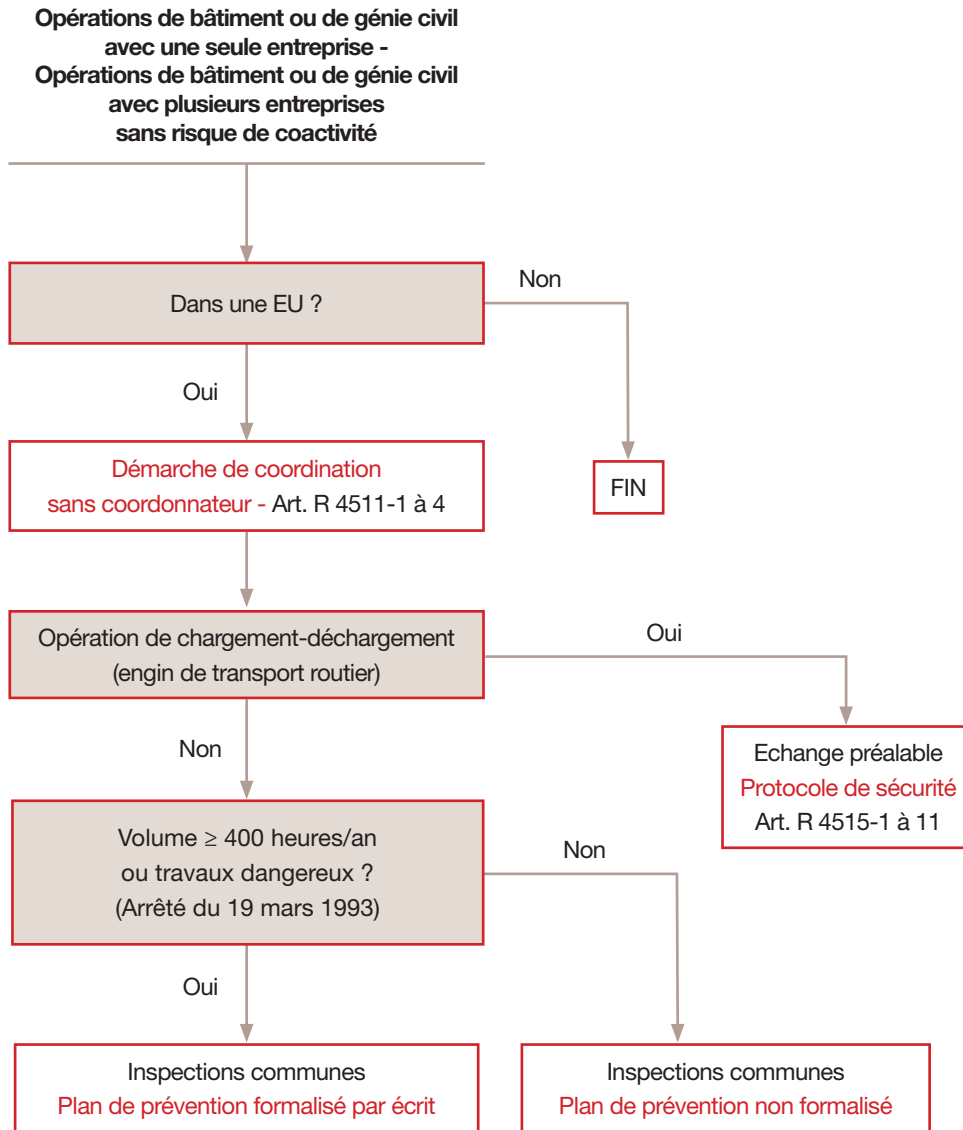 Opérations de bâtiment ou de génie civil
avec une seule entreprise -
Opérations de bâtiment ou de génie civil
avec plusieurs entreprises
sans risque de coactivité
Dans une EU ?
Non
Oui
Démarche de coordination
sans coordonnateur - Art. R 4511-1 à 4
FIN
Opération de chargement-déchargement
(engin de transport routier)
Oui
Non
Echange préalable
Protocole de sécurité
Art. R 4515-1 à 11
Volume ≥ 400 heures/an
ou travaux dangereux ?
(Arrêté du 19 mars 1993)
Non
Oui
Inspections communes
Plan de prévention formalisé par écrit
Inspections communes
Plan de prévention non formalisé